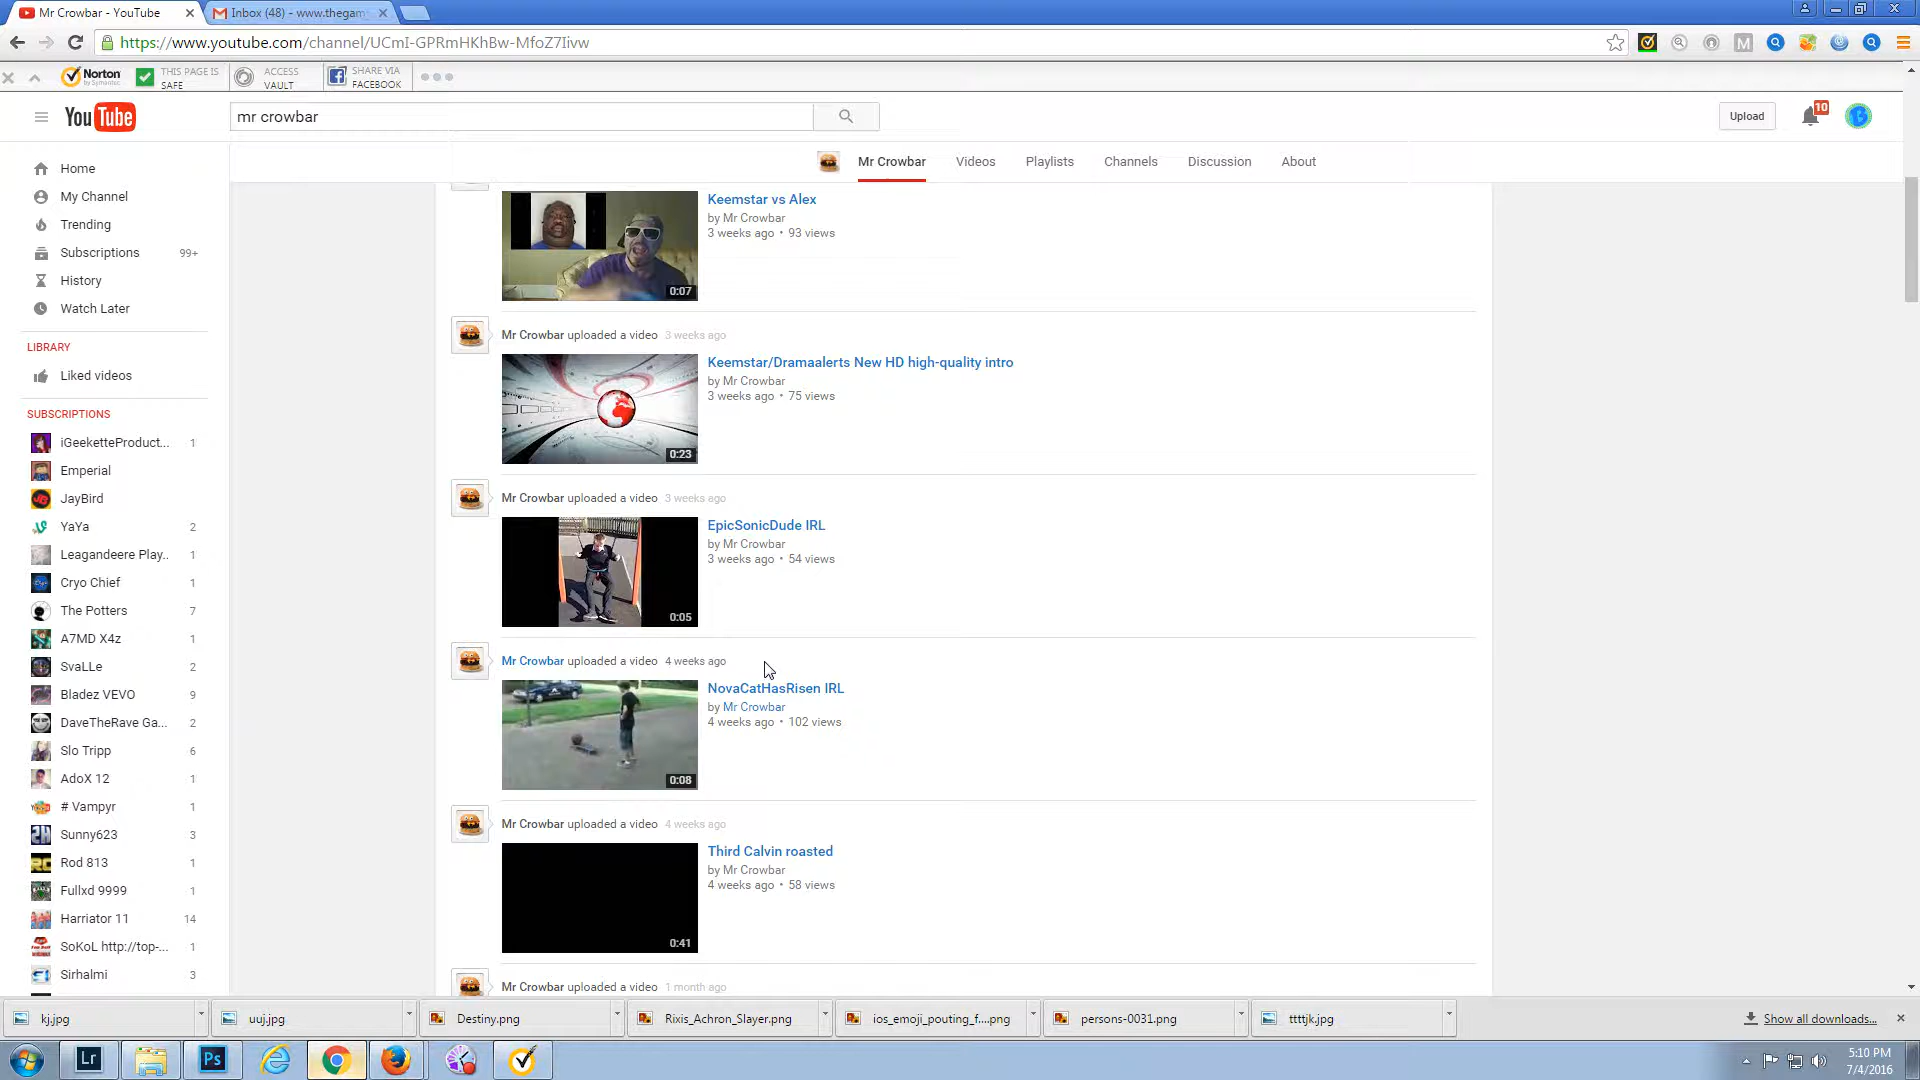 Mr Crowbar - YouTube
Inbox (48) - www.thegam
https://www.youtube.com/channel/UCmI-GPRmHKhBw-MfoZ7Iivw
Norton
by Symantec
THIS PAGE IS
SAFE
ACCESS
VAULT
SHARE VIA
FACEBOOK
YouTube
mr crowbar
Upload
10
Mr Crowbar
Videos
Playlists
Channels
Discussion
About
Home
My Channel
Trending
Subscriptions 99+
History
Watch Later
LIBRARY
Liked videos
SUBSCRIPTIONS
iGeeketteProduct... 1
Emperial
JayBird
YaYa 2
Leagandeere Play.. 1
Cryo Chief 1
The Potters 7
A7MD X4z 1
SvaLLe 2
Bladez VEVO 9
DaveTheRave Ga... 2
Slo Tripp 6
AdoX 12 1
# Vampyr 1
Sunny623 3
Rod 813 1
Fullxd 9999 1
Harriator 11 14
SoKoL http://top-... 1
Sirhalmi 3
Keemstar vs Alex
by Mr Crowbar
3 weeks ago • 93 views
0:07
Mr Crowbar uploaded a video 3 weeks ago
Keemstar/Dramaalerts New HD high-quality intro
by Mr Crowbar
3 weeks ago • 75 views
0:23
Mr Crowbar uploaded a video 3 weeks ago
EpicSonicDude IRL
by Mr Crowbar
3 weeks ago • 54 views
0:05
Mr Crowbar uploaded a video 4 weeks ago
NovaCatHasRisen IRL
by Mr Crowbar
4 weeks ago • 102 views
0:08
Mr Crowbar uploaded a video 4 weeks ago
Third Calvin roasted
by Mr Crowbar
4 weeks ago • 58 views
0:41
Mr Crowbar uploaded a video 1 month ago
kj.jpg
uuj.jpg
Destiny.png
Rixis_Achron_Slayer.png
ios_emoji_pouting_f....png
persons-0031.png
ttttjk.jpg
Show all downloads...
Lr
Ps
5:10 PM
7/4/2016